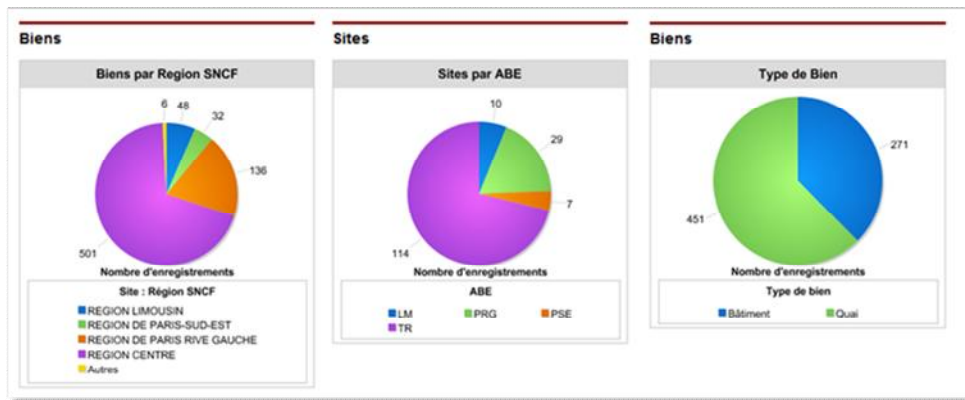 Biens
Biens par Region SNCF
6
48
32
136
501
Nombre d'enregistrements
Site : Région SNCF
REGION LIMOUSIN
REGION DE PARIS-SUD-EST
REGION DE PARIS RIVE GAUCHE
REGION CENTRE
Autres
Sites
Sites par ABE
10
29
7
114
Nombre d'enregistrements
ABE
LM PRG PSE
TR
Biens
Type de Bien
271
451
Nombre d'enregistrements
Type de bien
Bâtiment Quai